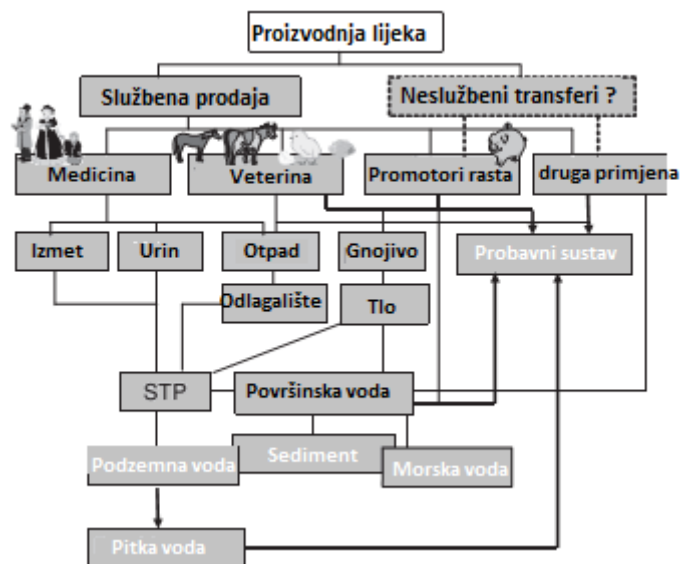 Proizvodnja lijeka
Službena prodaja
Neslužbeni transferi ?
Medicina
Veterina
Promotori rasta
druga primjena
Izmet
Urin
Otpad
Gnojivo
Probavni sustav
Odlagalište
Tlo
STP
Površinska voda
Podzemna voda
Sediment
Morska voda
Pitka voda